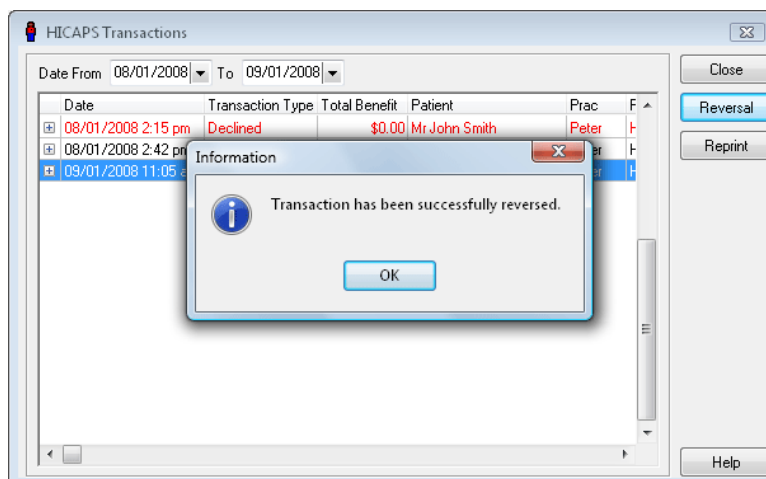 HICAPS Transactions
Date From 08/01/2008 To 09/01/2008
Close
Reversal
Reprint
Date Transaction Type Total Benefit Patient Prac F
08/01/2008 2:15 pm Declined $0.00 Mr John Smith Peter H
08/01/2008 2:42 pm H
09/01/2008 11:05 a H
Information
Transaction has been successfully reversed.
OK
Help